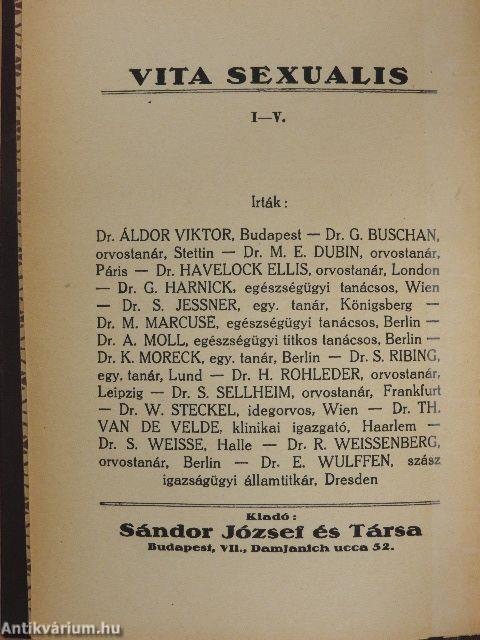 VITA SEXUALIS
I—V.
Irták :
Dr. ÁLDOR VIKTOR, Budapest — Dr. G. BUSCHAN,
orvostanár, Stettin — Dr. M. E. DUBIN, orvostanár,
Páris — Dr. HAVELOCK ELLIS, orvostanár, London
— Dr. G. HARNICK, egészségügyi tanácsos, Wien
— Dr. S. JESSNER, egy. tanár, Königsberg —
Dr. M. MARCUSE, egészségügyi tanácsos, Berlin —
Dr. A. MOLL, egészségügyi titkos tanácsos, Berlin —
Dr. K. MORECK, egy. tanár, Berlin — Dr. S. RIBING,
egy. tanár, Lund — Dr. H. ROHLEDER, orvostanár,
Leipzig — Dr. S. SELLHEIM, orvostanár, Frankfurt
— Dr. W. STECKEL, idegorvos, Wien — Dr. TH.
VAN DE VELDE, klinikai igazgató, Haarlem —
Dr. S. WEISSE, Halle — Dr. R. WEISSENBERG,
orvostanár, Berlin — Dr. E. WULFFEN, szász
igazságügyi államtitkár, Dresden
Kiadó :
Sándor József és Társa
Budapest, VII., Damjanich ucca 52.
Antikvárium.hu